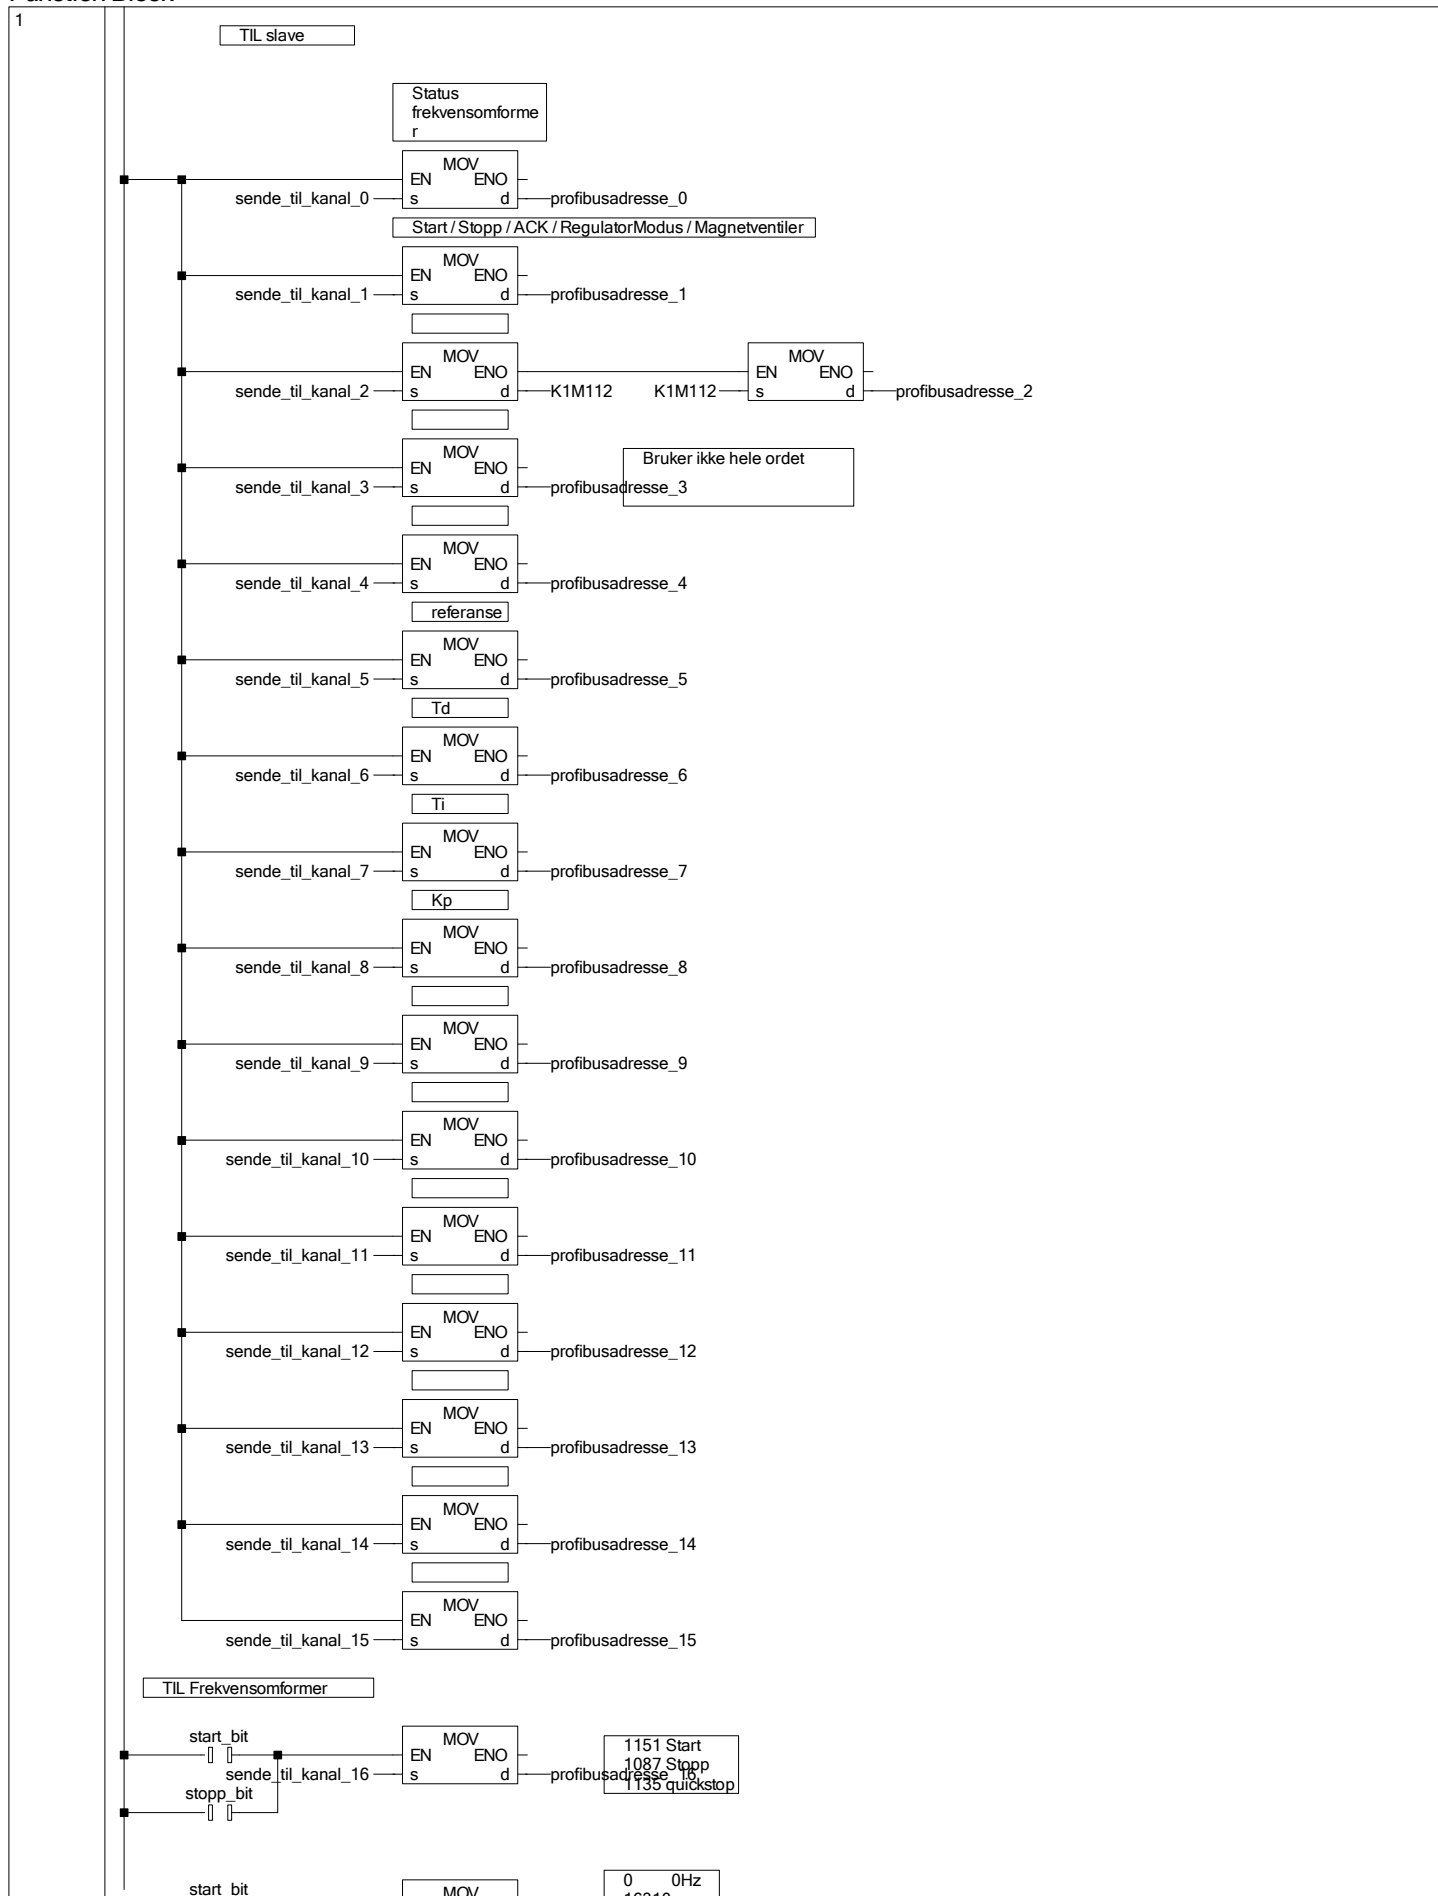 Function Block
1
TIL slave
Status
frekvensomforme
r
MOV
EN ENO
sende_til_kanal_0 s d profibusadresse_0
Start / Stopp / ACK / RegulatorModus / Magnetventiler
MOV
EN ENO
sende_til_kanal_1 s d profibusadresse_1
MOV MOV
EN ENO EN ENO
sende_til_kanal_2 s d K1M112 K1M112 s d profibusadresse_2
MOV
Bruker ikke hele ordet
EN ENO
sende_til_kanal_3 s d profibusadresse_3
MOV
EN ENO
sende_til_kanal_4 s d profibusadresse_4
referanse
MOV
EN ENO
sende_til_kanal_5 s d profibusadresse_5
Td
MOV
EN ENO
sende_til_kanal_6 s d profibusadresse_6
Ti
MOV
EN ENO
sende_til_kanal_7 s d profibusadresse_7
Kp
MOV
EN ENO
sende_til_kanal_8 s d profibusadresse_8
MOV
EN ENO
sende_til_kanal_9 s d profibusadresse_9
MOV
EN ENO
sende_til_kanal_10 s d profibusadresse_10
MOV
EN ENO
sende_til_kanal_11 s d profibusadresse_11
MOV
EN ENO
sende_til_kanal_12 s d profibusadresse_12
MOV
EN ENO
sende_til_kanal_13 s d profibusadresse_13
MOV
EN ENO
sende_til_kanal_14 s d profibusadresse_14
MOV
EN ENO
sende_til_kanal_15 s d profibusadresse_15
TIL Frekvensomformer
start_bit MOV
1151 Start
EN ENO
1087 Stopp
sende_til_kanal_16 s d profibusadresse_16
1135 quickstop
stopp_bit
0 0Hz
start_bit MOV